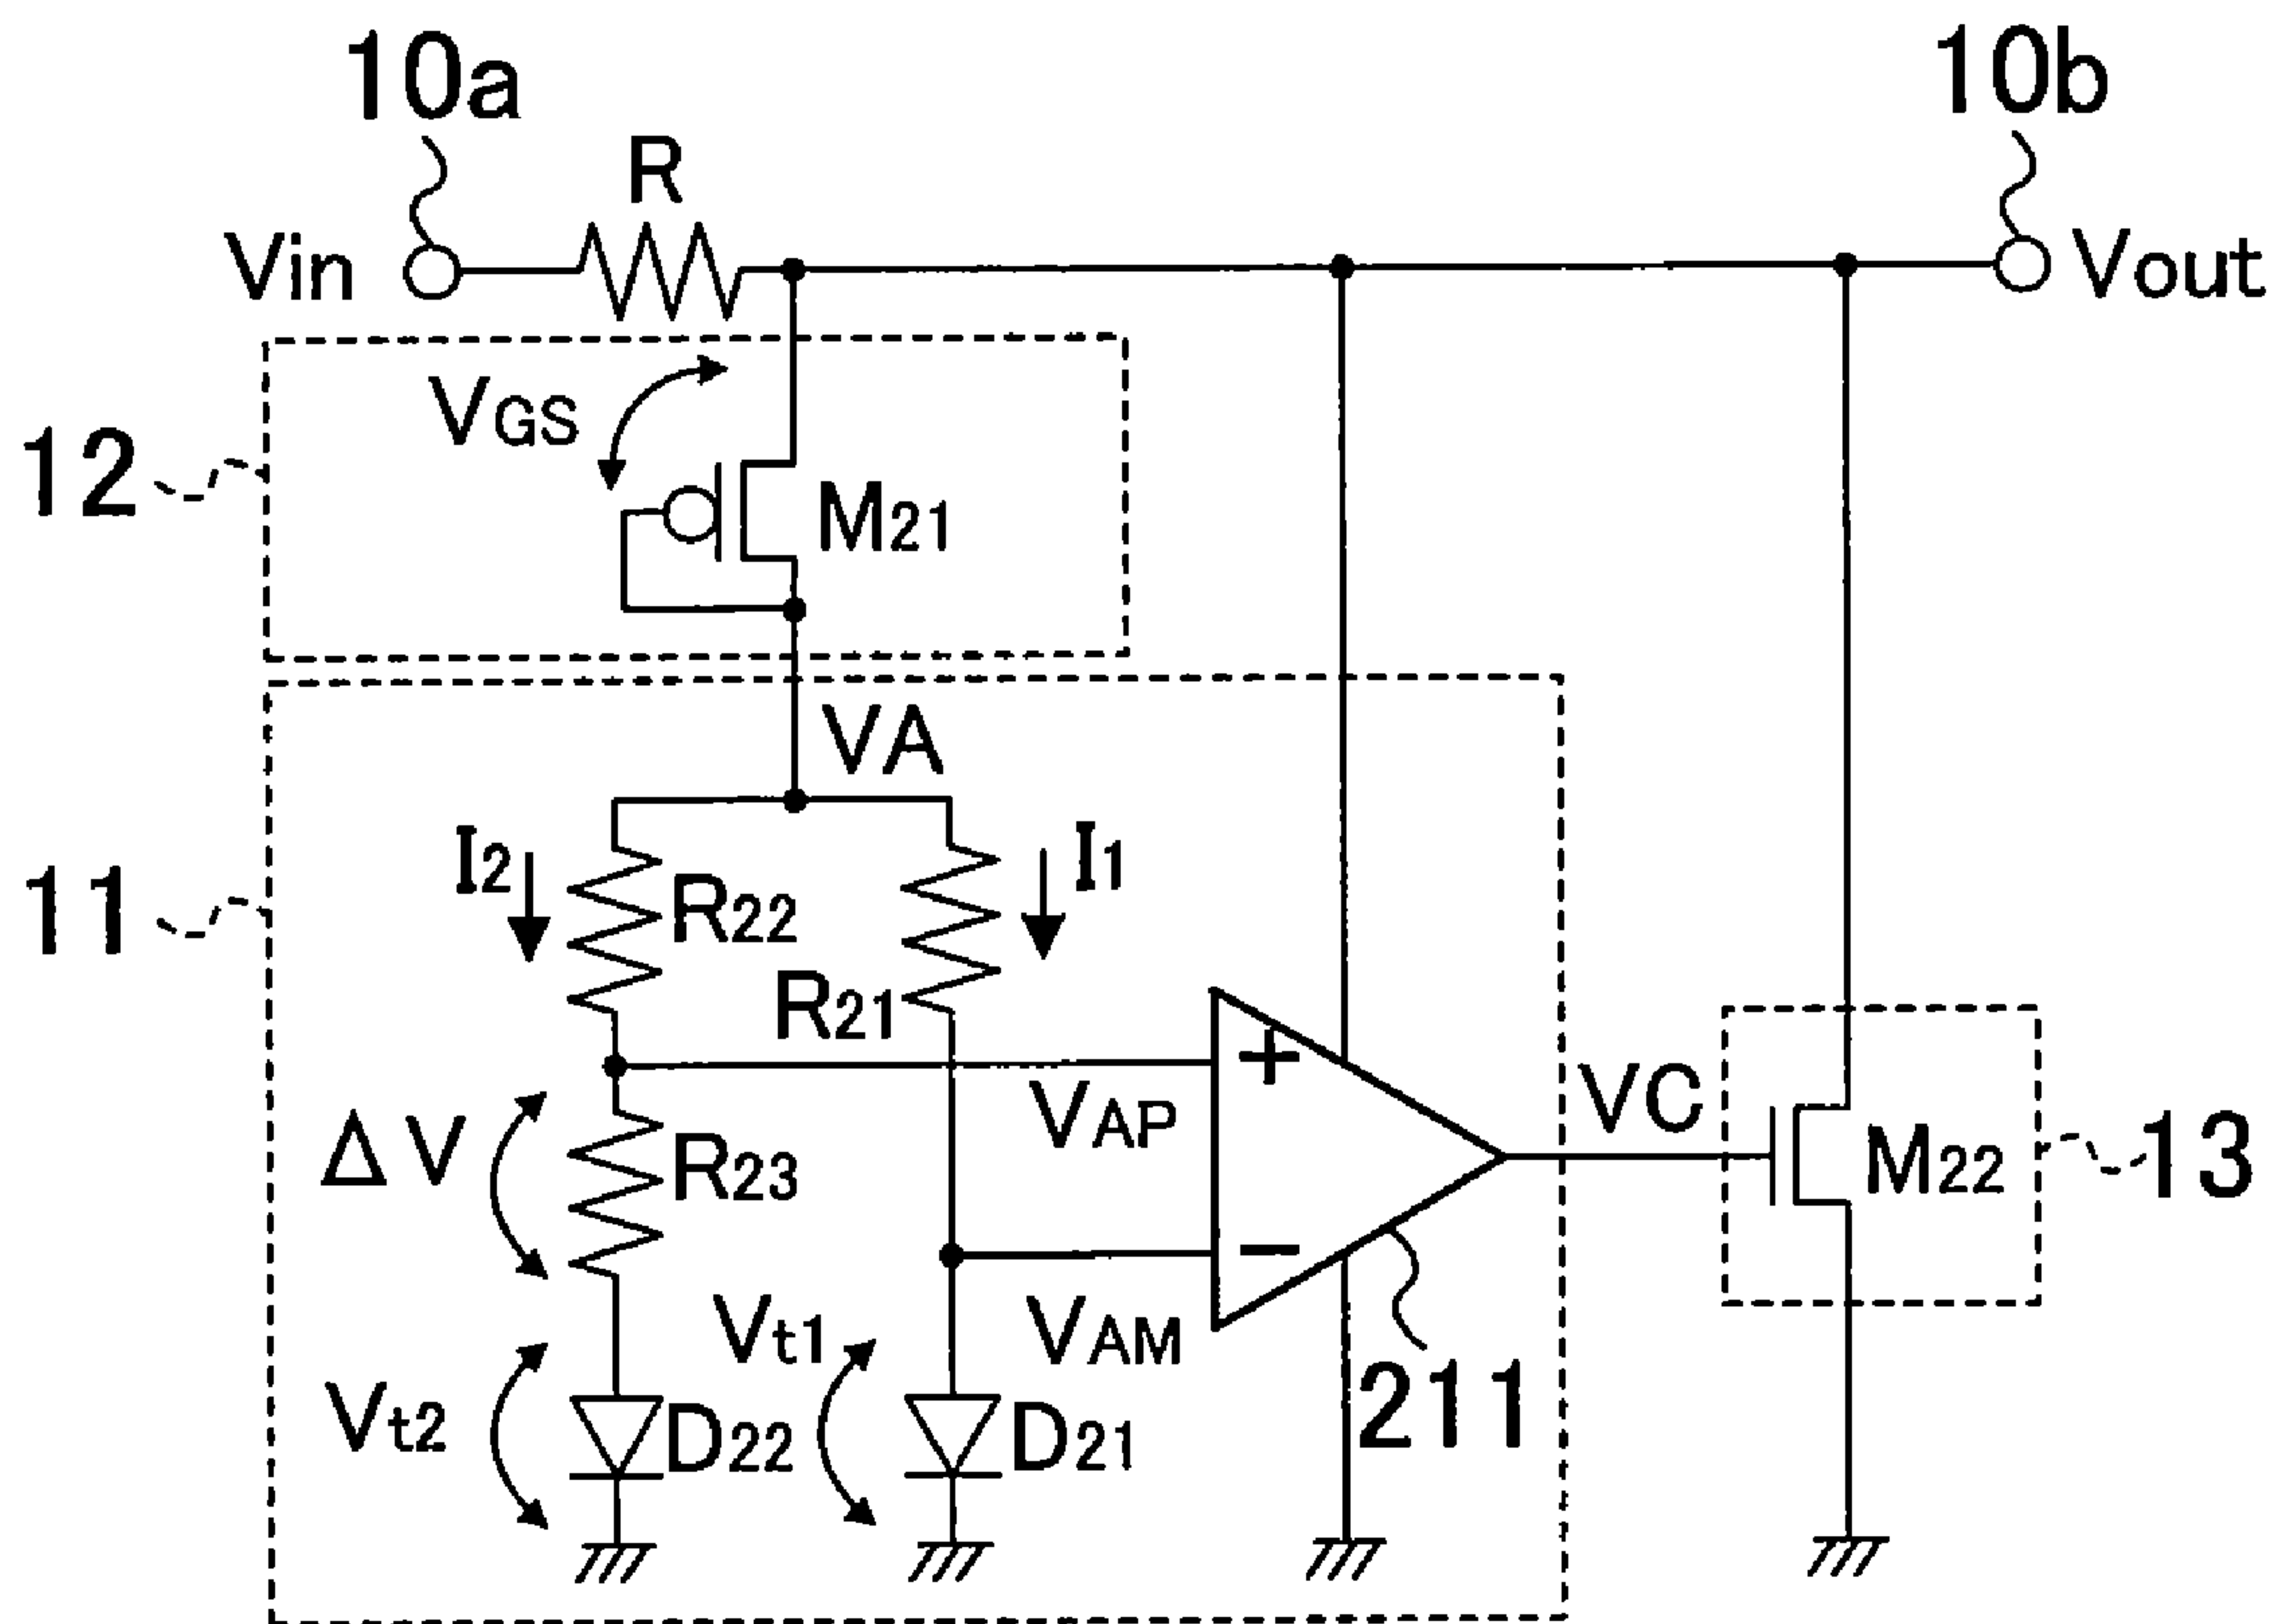 10a
10b
R
Vin
Vout
VGS
12
M21
VA
I2
I1
R22
11
R21
+
VC
VAP
ΔV
R23
M22
13
−
Vt1
VAM
Vt2
211
D22
D21